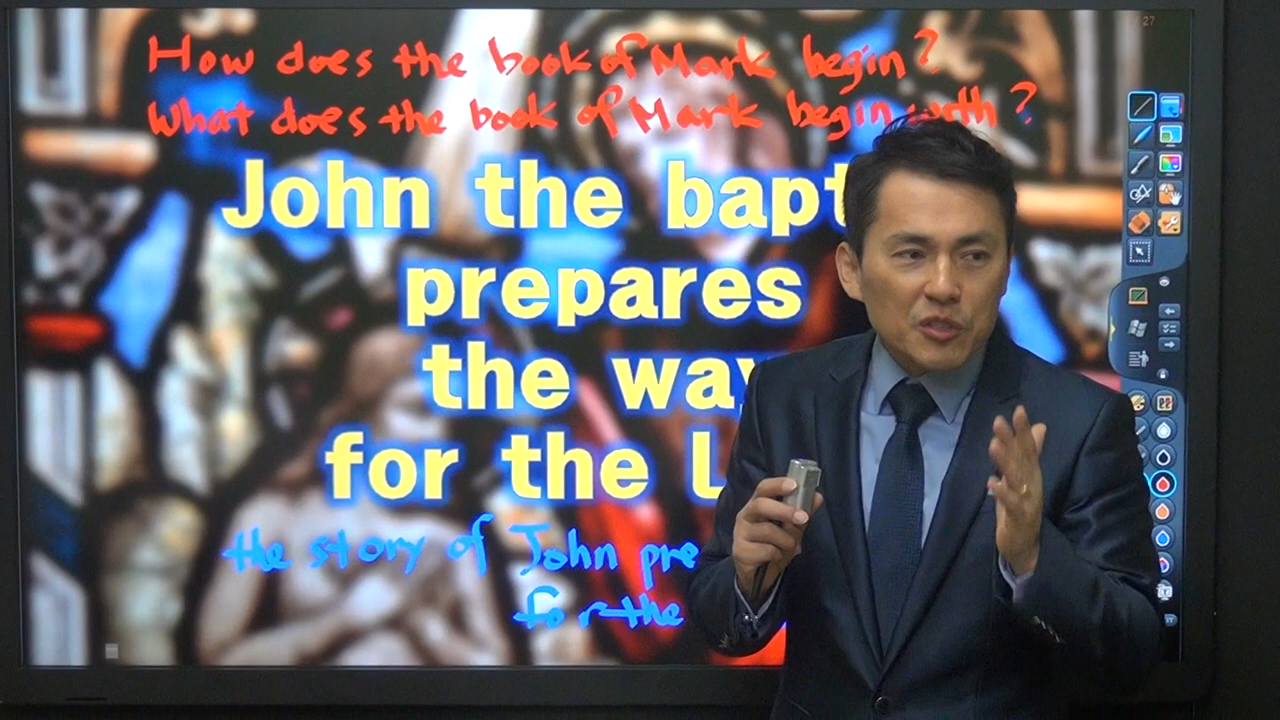 27
How does the book of Mark begin?
What does the book of Mark begin with?
John the bapt
prepares
the way
for the L
the story of John pre
for the